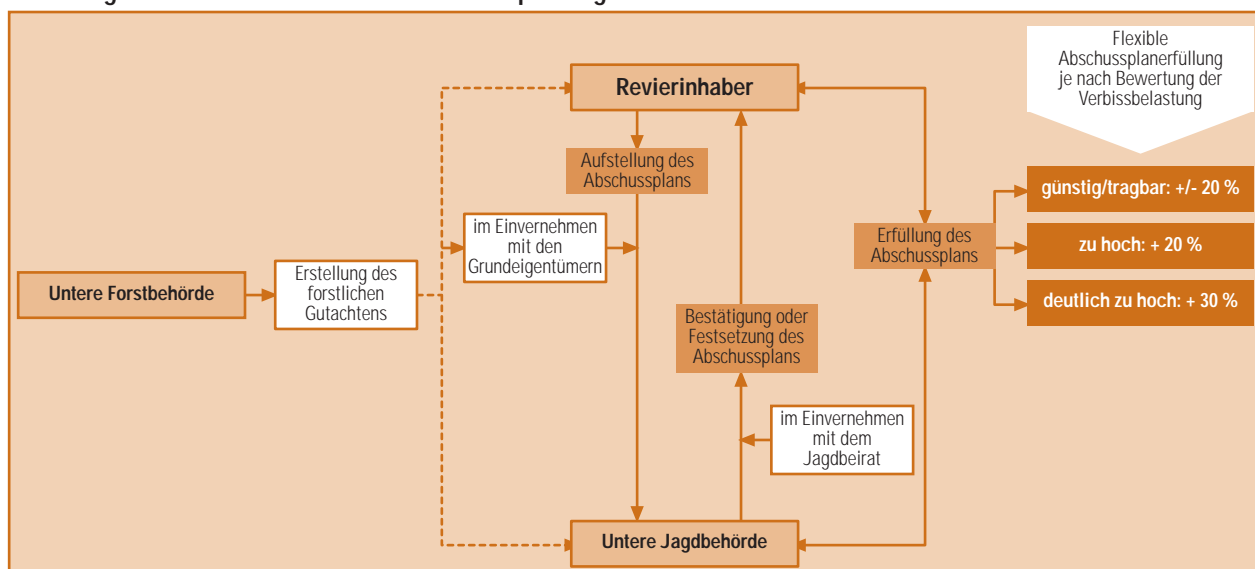 Flexible
Abschussplanerfüllung
je nach Bewertung der
Verbissbelastung
Revierinhaber
Aufstellung des
Abschussplans
günstig/tragbar: +/- 20 %
im Einvernehmen
mit den
Grundeigentümern
Erfüllung des
Abschussplans
zu hoch: + 20 %
Untere Forstbehörde
Erstellung des
forstlichen
Gutachtens
deutlich zu hoch: + 30 %
Bestätigung oder
Festsetzung des
Abschussplans
im Einvernehmen
mit dem
Jagdbeirat
Untere Jagdbehörde